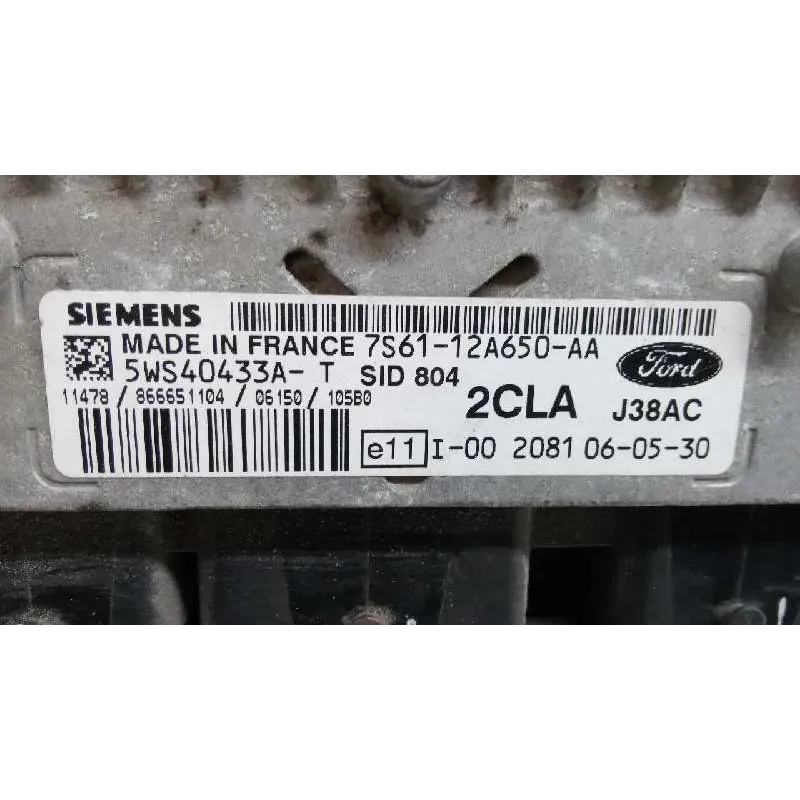 SIEMENS
MADE IN FRANCE 7S61-12A650-AA
5WS40433A- T SID 804
Ford
11478 / 866651104 / 06150 / 105B0
2CLA J38AC
e11 I-00 2081 06-05-30